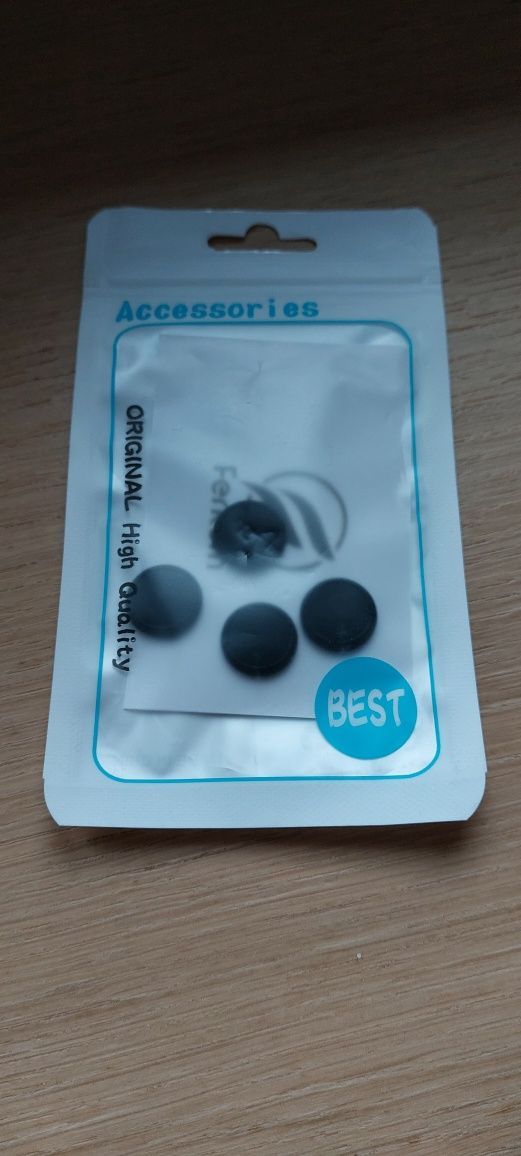 Accessories
ORIGINAL High Quality
BEST